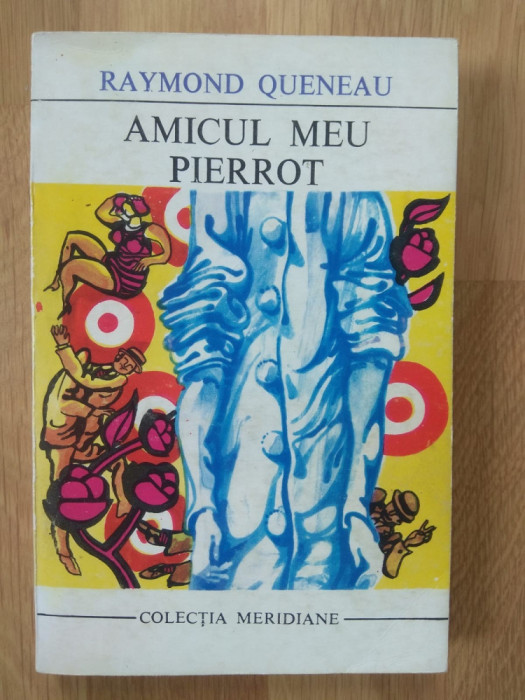 RAYMOND QUENEAU
AMICUL MEU
PIERROT
COLECȚIA MERIDIANE